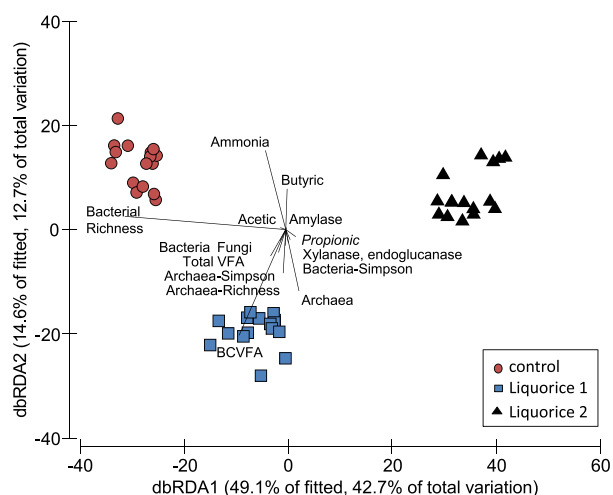 40
20
0
-20
-40
dbRDA2 (14.6% of fitted, 12.7% of total variation)
Ammonia
Butyric
Bacterial
Richness
Acetic
Amylase
Propionic
Bacteria Fungi
Xylanase, endoglucanase
Total VFA
Bacteria-Simpson
Archaea-Simpson
Archaea-Richness
Archaea
BCVFA
control
Liquorice 1
Liquorice 2
-40
-20
0
20
40
60
dbRDA1 (49.1% of fitted, 42.7% of total variation)